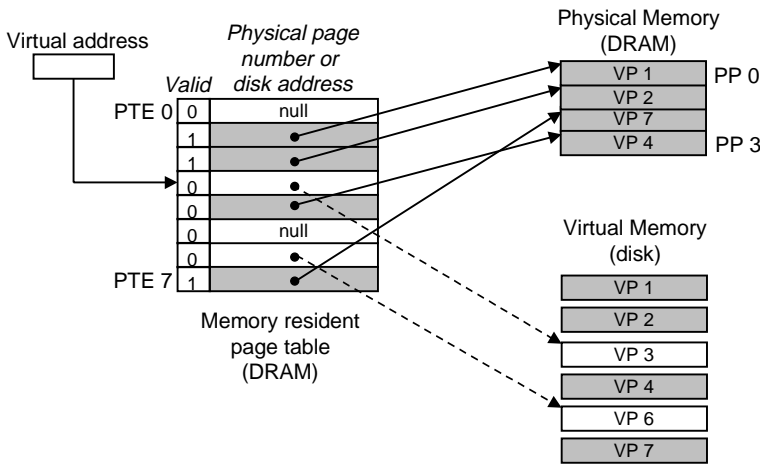 Virtual address
Physical page
number or
disk address
Valid
PTE 0
0
null
1
1
0
0
0
null
0
PTE 7
1
Memory resident
page table
(DRAM)
Physical Memory
(DRAM)
VP 1
PP 0
VP 2
VP 7
VP 4
PP 3
Virtual Memory
(disk)
VP 1
VP 2
VP 3
VP 4
VP 6
VP 7